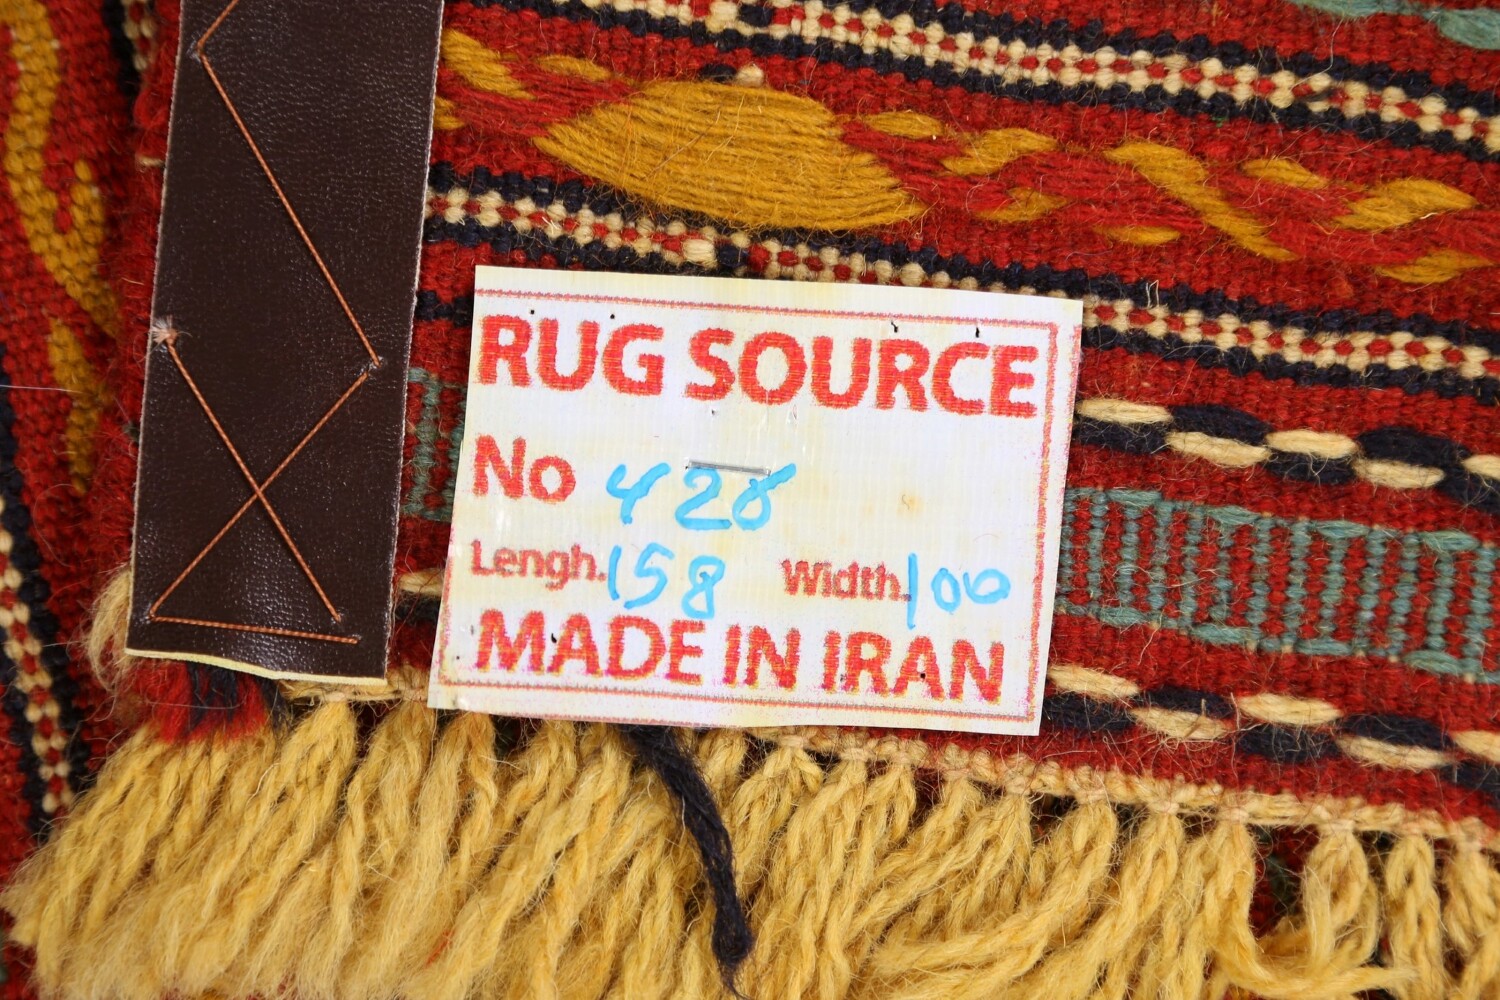 RUG SOURCE
No 428
Lengh. 158 Width. 100
MADE IN IRAN